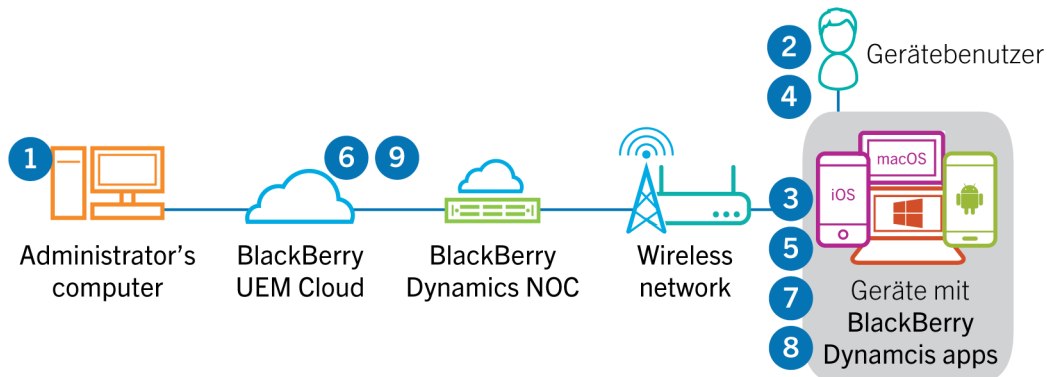 2
Gerätebenutzer
4
1
6
9
macOS
iOS
3
Administrator's
computer
BlackBerry
UEM Cloud
BlackBerry
Dynamics NOC
Wireless
network
5
7
8
Geräte mit
BlackBerry
Dynamcis apps